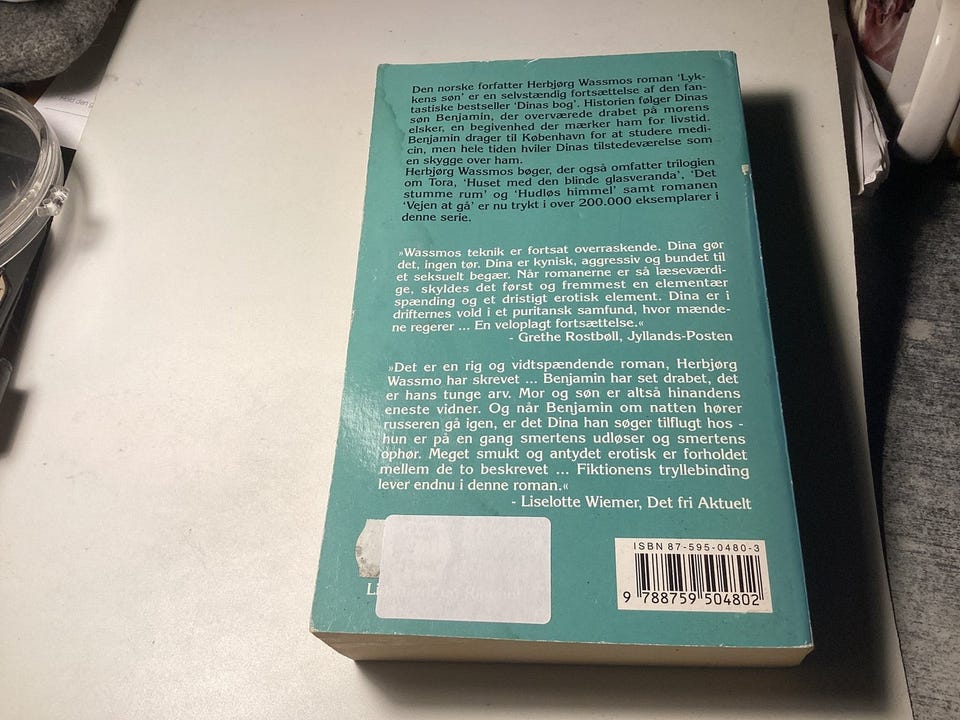 Den norske forfatter Herbjørg Wassmos roman 'Lyk-
kens søn' er en selvstændig fortsættelse af den fan-
tastiske bestseller 'Dinas bog'. Historien følger Dinas
søn Benjamin, der overværede drabet på morens
elsker, en begivenhed der mærker ham for livstid.
Benjamin drager til København for at studere medi-
cin, men hele tiden hviler Dinas tilstedeværelse som
en skygge over ham.
Herbjørg Wassmos bøger, der også omfatter trilogien
om Tora, 'Huset med den blinde glasveranda', 'Det
stumme rum' og 'Hudløs himmel' samt romanen
'Vejen at gå' er nu trykt i over 200.000 eksemplarer i
denne serie.
»Wassmos teknik er fortsat overraskende. Dina gør
det, ingen tør. Dina er kynisk, aggressiv og bundet til
et seksuelt begær. Når romanerne er så læseværdi-
ge, skyldes det først og fremmest en elementær
spænding og et dristigt erotisk element. Dina er i
drifternes vold i et puritansk samfund, hvor mænde-
ne regerer ... En veloplagt fortsættelse.«
- Grethe Rostbøll, Jyllands-Posten
»Det er en rig og vidtspændende roman, Herbjørg
Wassmo har skrevet ... Benjamin har set drabet, det
er hans tunge arv. Mor og søn er altså hinandens
eneste vidner. Og når Benjamin om natten hører
russeren gå igen, er det Dina han søger tilflugt hos -
hun er på en gang smertens udløser og smertens
ophør. Meget smukt og antydet erotisk er forholdet
mellem de to beskrevet ... Fiktionens tryllebinding
lever endnu i denne roman.«
- Liselotte Wiemer, Det fri Aktuelt
ISBN 87-595-0480-3
9 788759 504802